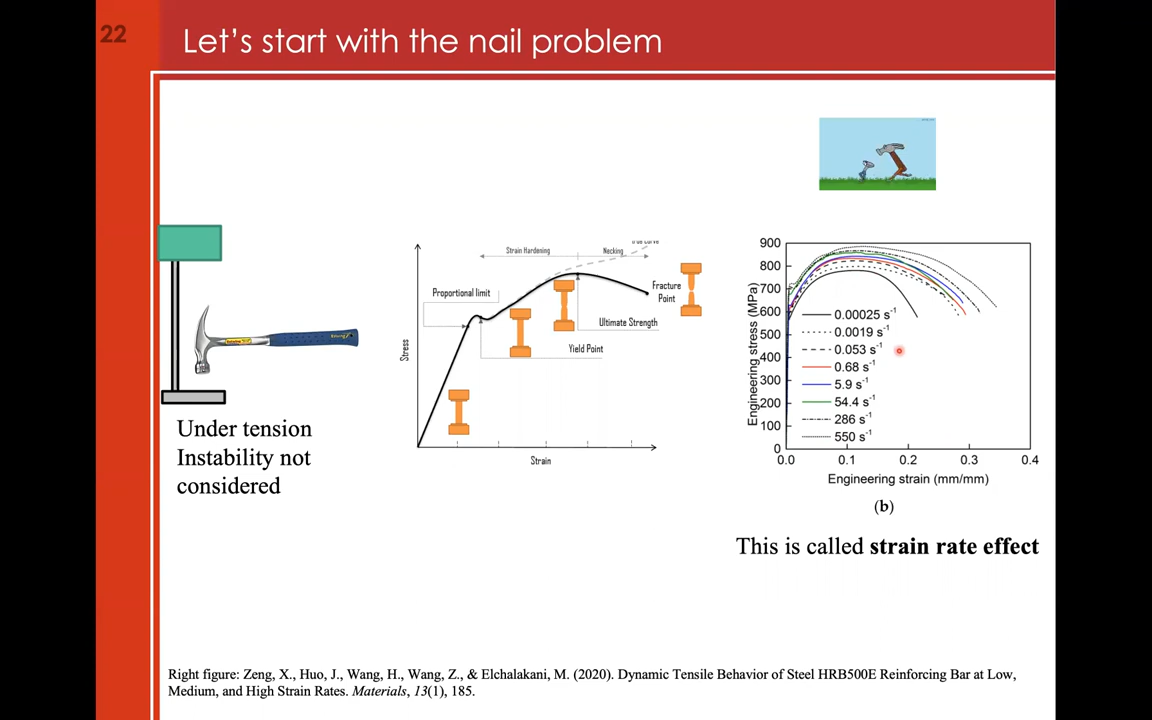 22
Let's start with the nail problem
Under tension
Instability not
considered
Strain Hardening
Necking
Proportional limit
Fracture
Point
Ultimate Strength
Yield Point
Stress
Strain
900
800
700
600
500
400
300
200
100
0
0.0 0.1 0.2 0.3 0.4
Engineering stress (MPa)
0.00025 s⁻¹
0.0019 s⁻¹
0.053 s⁻¹
0.68 s⁻¹
5.9 s⁻¹
54.4 s⁻¹
286 s⁻¹
550 s⁻¹
Engineering strain (mm/mm)
(b)
This is called strain rate effect
Right figure: Zeng, X., Huo, J., Wang, H., Wang, Z., & Elchalakani, M. (2020). Dynamic Tensile Behavior of Steel HRB500E Reinforcing Bar at Low,
Medium, and High Strain Rates. Materials, 13(1), 185.